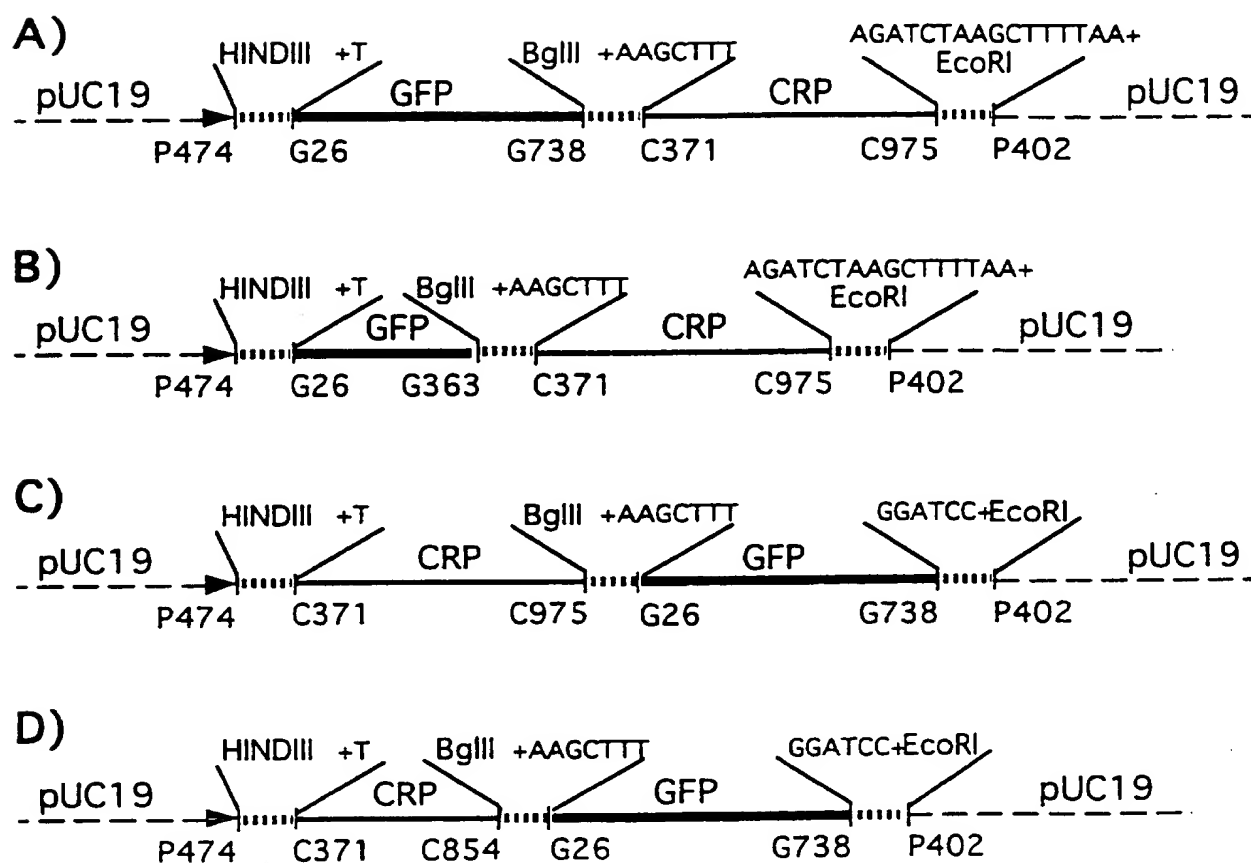 A)
HINDIII +T BglII +AAGCTTT AGATCTAAGCTTTTAA+
EcoRI
pUC19 GFP CRP pUC19
P474 G26 G738 C371 C975 P402
B)
HINDIII +T BglII +AAGCTTT AGATCTAAGCTTTTAA+
EcoRI
pUC19 GFP CRP pUC19
P474 G26 G363 C371 C975 P402
C)
HINDIII +T BglII +AAGCTTT GGATCC+EcoRI
pUC19 CRP GFP pUC19
P474 C371 C975 G26 G738 P402
D)
HINDIII +T BglII +AAGCTTT GGATCC+EcoRI
pUC19 CRP GFP pUC19
P474 C371 C854 G26 G738 P402